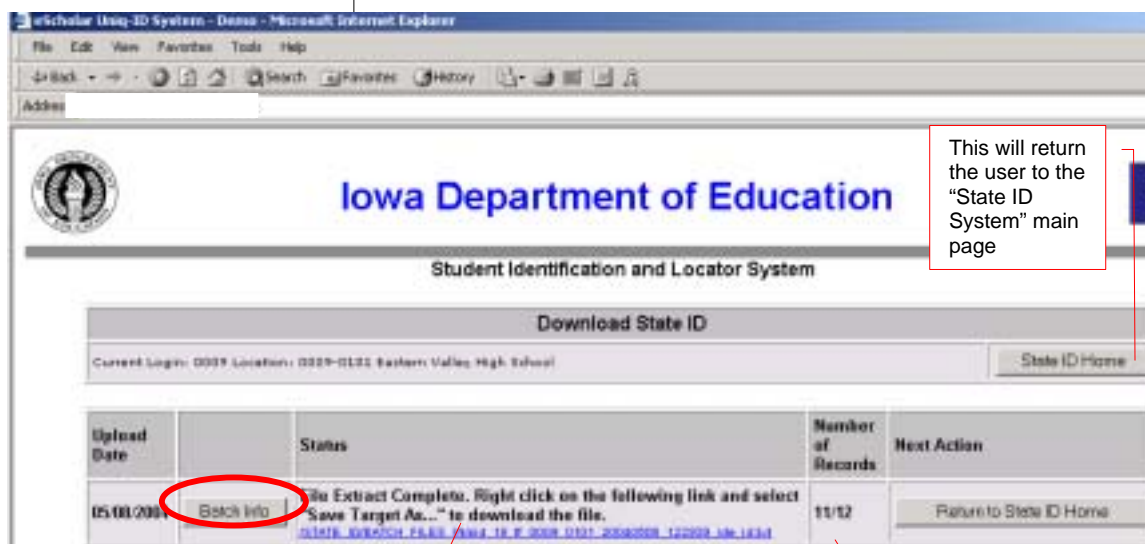 eScholar Uniq-ID System - Demo - Microsoft Internet Explorer
File Edit View Favorites Tools Help
Back Search Favorites History
Address
This will return
the user to the
“State ID
System” main
page
Iowa Department of Education
Student Identification and Locator System
Download State ID
Current Login: 0009 Location: 0009-0101 Eastern Valley High School
State ID Home
Upload
Date
Status
Number
of
Records
Next Action
05/08/2004
Batch Info
File Extract Complete. Right click on the following link and select
"Save Target As..." to download the file.
11/12
Return to State ID Home